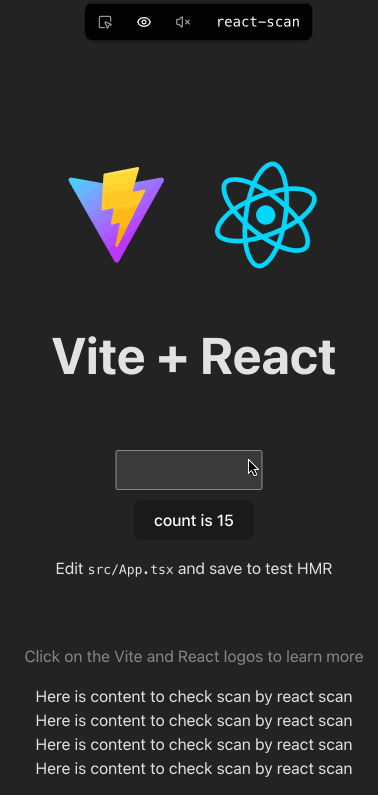 react-scan
Vite + React
count is 15
Edit src/App.tsx and save to test HMR
Click on the Vite and React logos to learn more
Here is content to check scan by react scan
Here is content to check scan by react scan
Here is content to check scan by react scan
Here is content to check scan by react scan